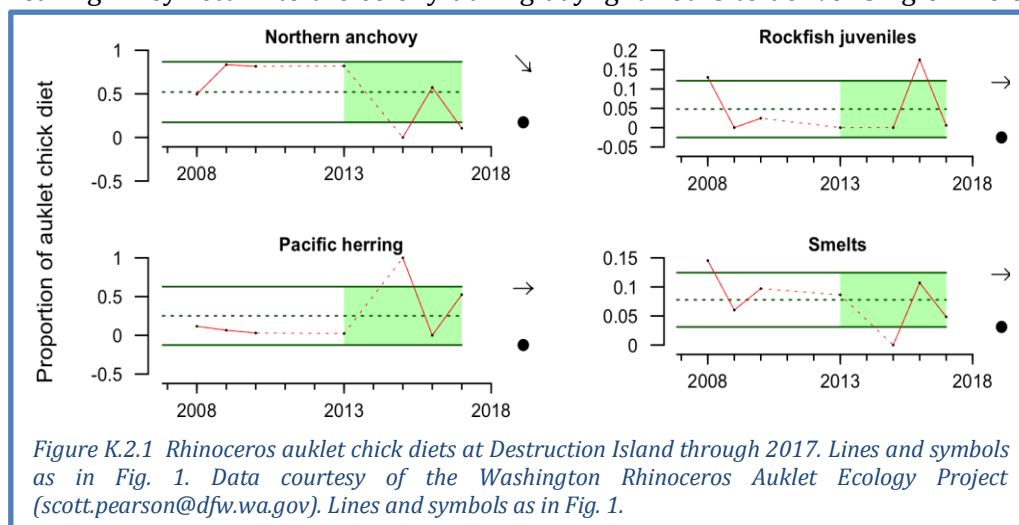 Northern anchovy
1
0.5
0
-0.5
2008 2013 2018
Rockfish juveniles
0.2
0.15
0.1
0.05
0
-0.05
2008 2013 2018
Proportion of auklet chick diet
Pacific herring
1
0.5
0
-0.5
2008 2013 2018
Smelts
0.15
0.1
0.05
0
2008 2013 2018
Figure K.2.1 Rhinoceros auklet chick diets at Destruction Island through 2017. Lines and symbols
as in Fig. 1. Data courtesy of the Washington Rhinoceros Auklet Ecology Project
(scott.pearson@dfw.wa.gov). Lines and symbols as in Fig. 1.